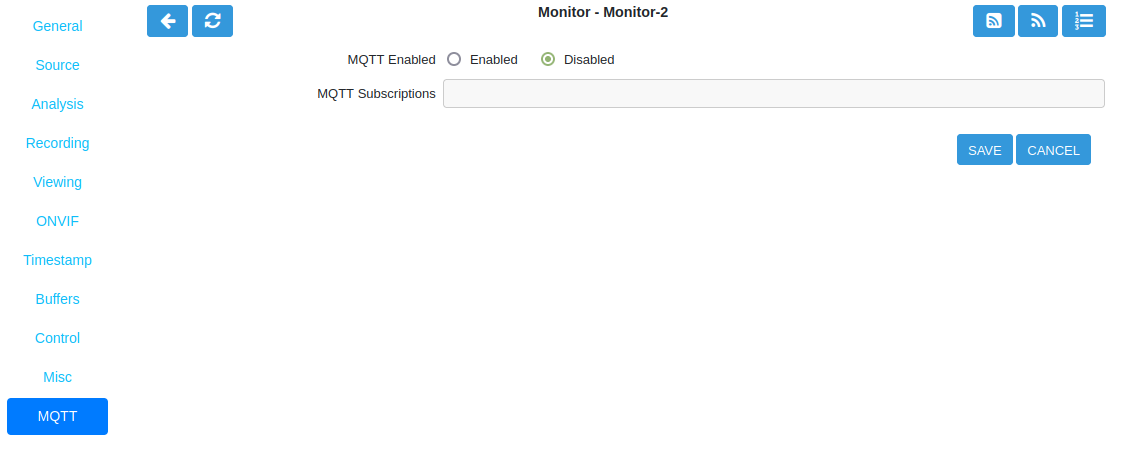 Monitor - Monitor-2
General
Source
Analysis
Recording
Viewing
ONVIF
Timestamp
Buffers
Control
Misc
MQTT
MQTT Enabled Enabled Disabled
MQTT Subscriptions
SAVE CANCEL